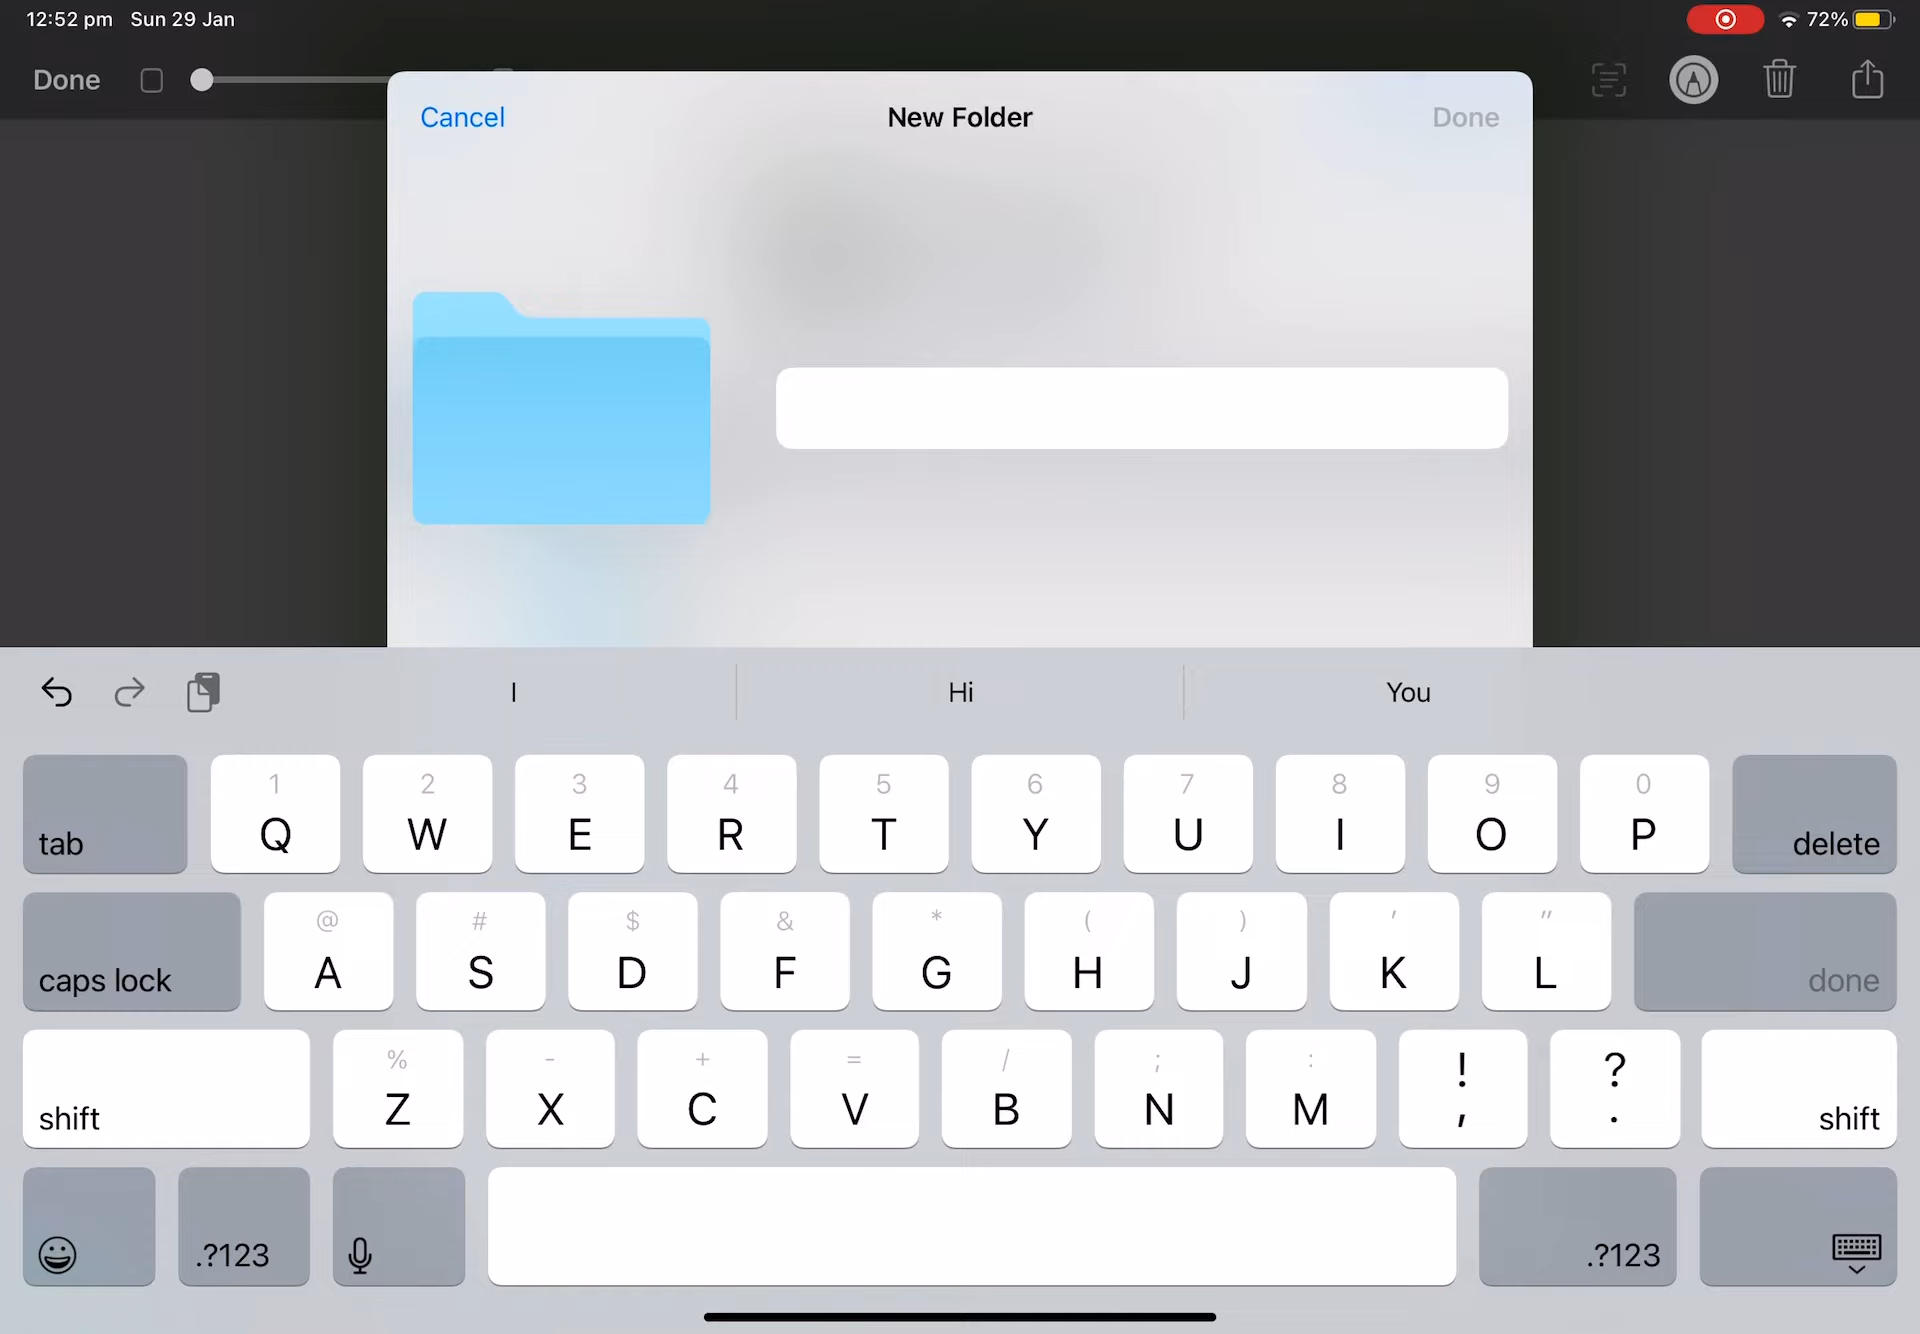 12:52 pm Sun 29 Jan 72%
Done
Cancel New Folder Done
I Hi You
1 2 3 4 5 6 7 8 9 0
tab Q W E R T Y U I O P delete
@ # $ & * ( ) ' "
caps lock A S D F G H J K L done
% - + = / ; : ! ?
shift Z X C V B N M , . shift
.?123 .?123